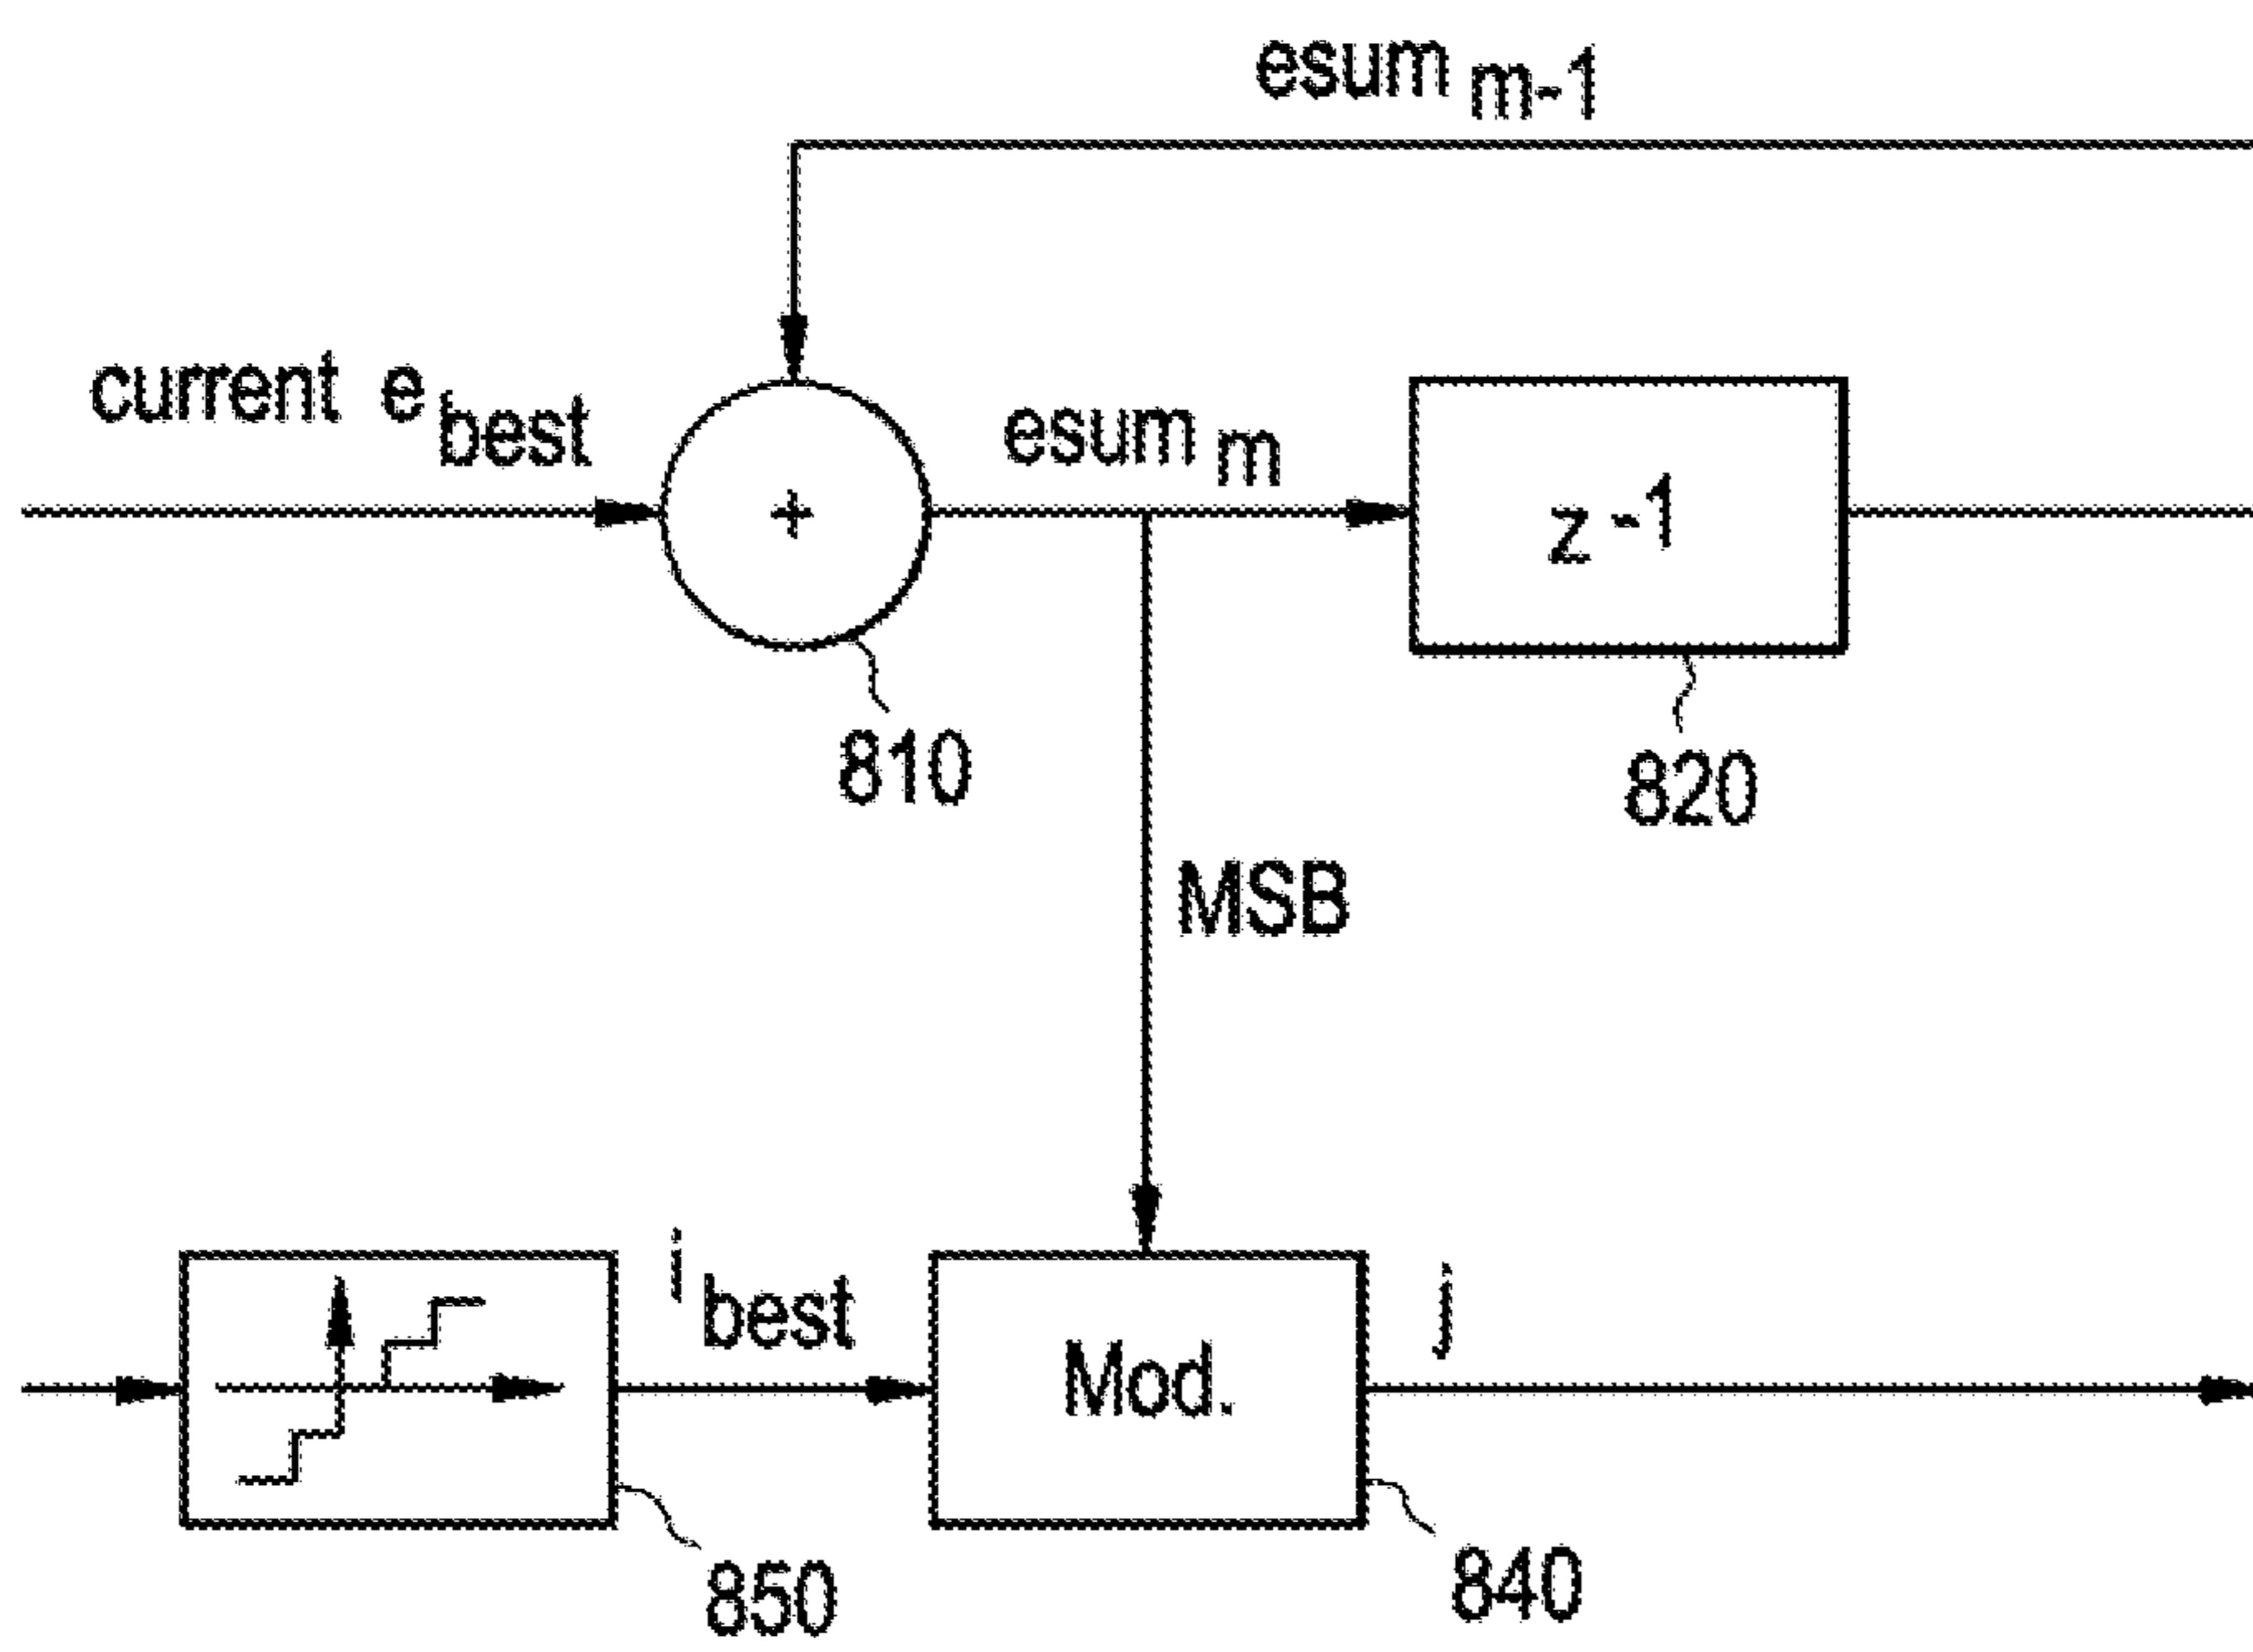 esum m-1
current e best
esum m
+
z -1
810
820
MSB
i best
j
Mod.
850
840